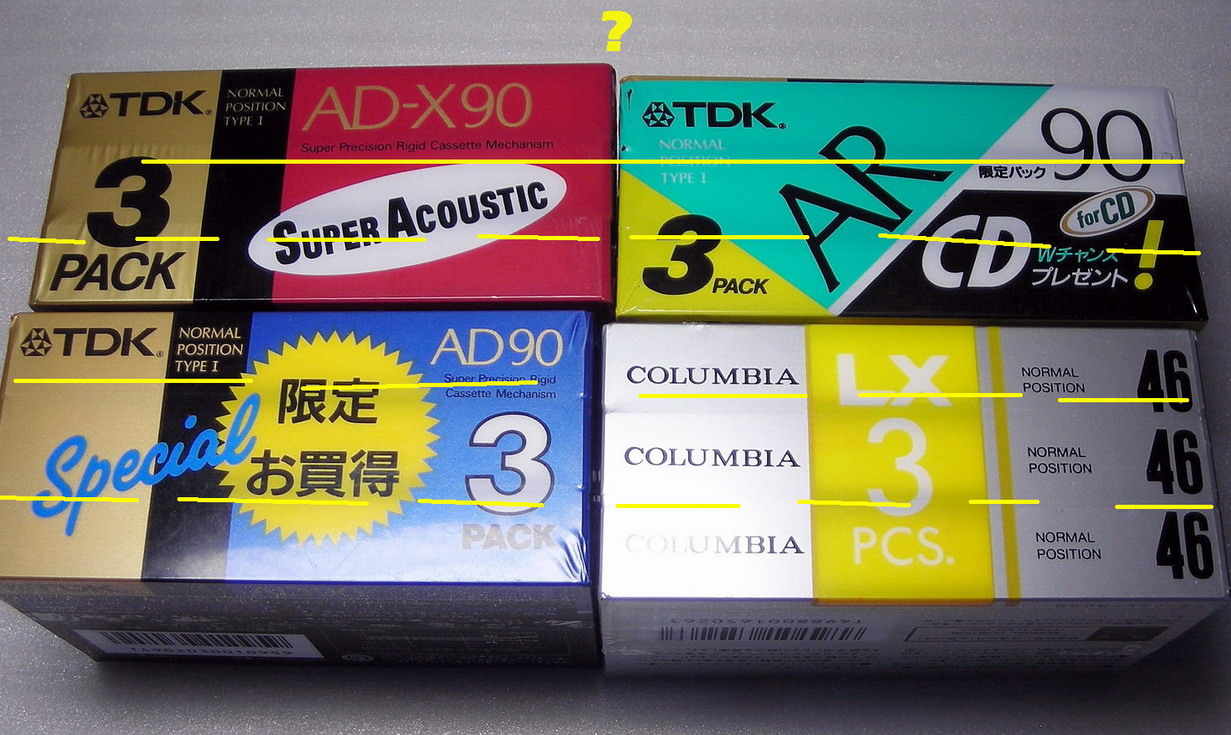 ?
TDK.
NORMAL
POSITION
TYPE I
AD-X90
Super Precision Rigid Cassette Mechanism
3
PACK
SUPER ACOUSTIC
TDK.
NORMAL
POSITION
TYPE I
AR
90
限定パック
for CD
3 PACK
CD
Wチャンス
プレゼント!
TDK.
NORMAL
POSITION
TYPE I
AD90
Super Precision Rigid
Cassette Mechanism
限定
お買得
Special
3
PACK
COLUMBIA
LX
NORMAL
POSITION
46
COLUMBIA
3
NORMAL
POSITION
46
COLUMBIA
PCS.
NORMAL
POSITION
46